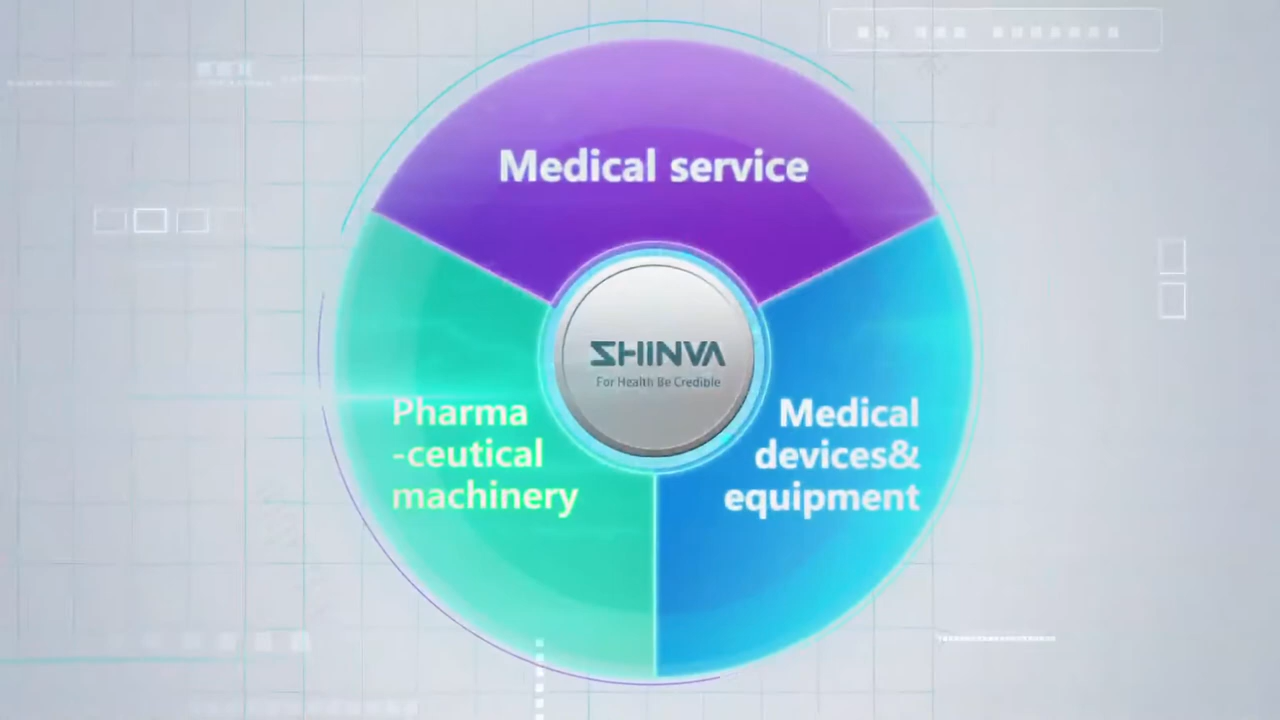 Medical service
SHINVA
For Health Be Credible
Pharma
-ceutical
machinery
Medical
devices&
equipment